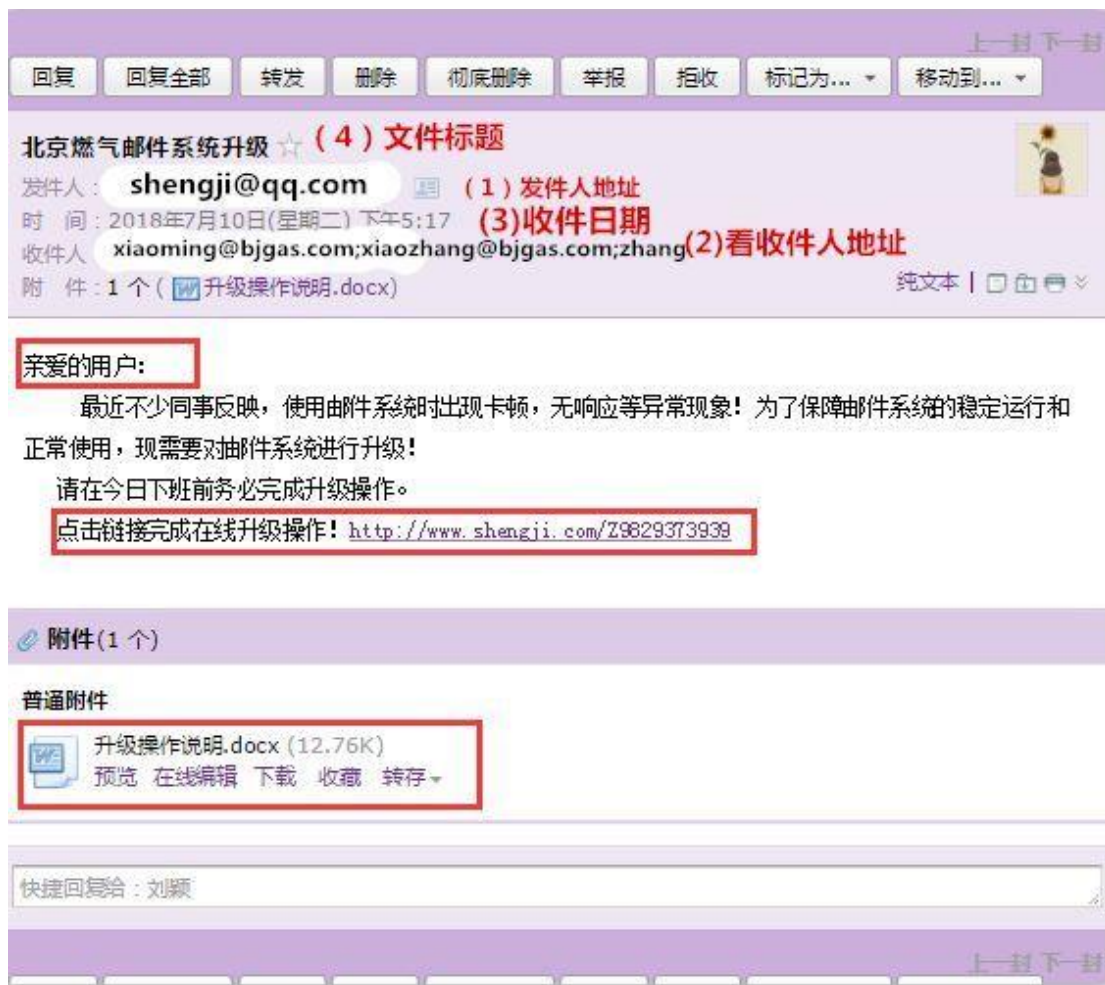 上一封 下一封
回复 回复全部 转发 删除 彻底删除 举报 拒收 标记为... 移动到...
北京燃气邮件系统升级 ☆ (4)文件标题
发件人: shengji@qq.com (1)发件人地址
时 间:2018年7月10日(星期二) 下午5:17 (3)收件日期
收件人 xiaoming@bjgas.com;xiaozhang@bjgas.com;zhang (2)看收件人地址
附 件:1 个 ( 升级操作说明.docx) 纯文本 |
亲爱的用户:
最近不少同事反映,使用邮件系统时出现卡顿,无响应等异常现象!为了保障邮件系统的稳定运行和
正常使用,现需要对邮件系统进行升级!
请在今日下班前务必完成升级操作。
点击链接完成在线升级操作!http://www.shengji.com/Z9829373939
附件(1 个)
普通附件
升级操作说明.docx (12.76K)
预览 在线编辑 下载 收藏 转存
快捷回复给:刘颖
上一封 下一封